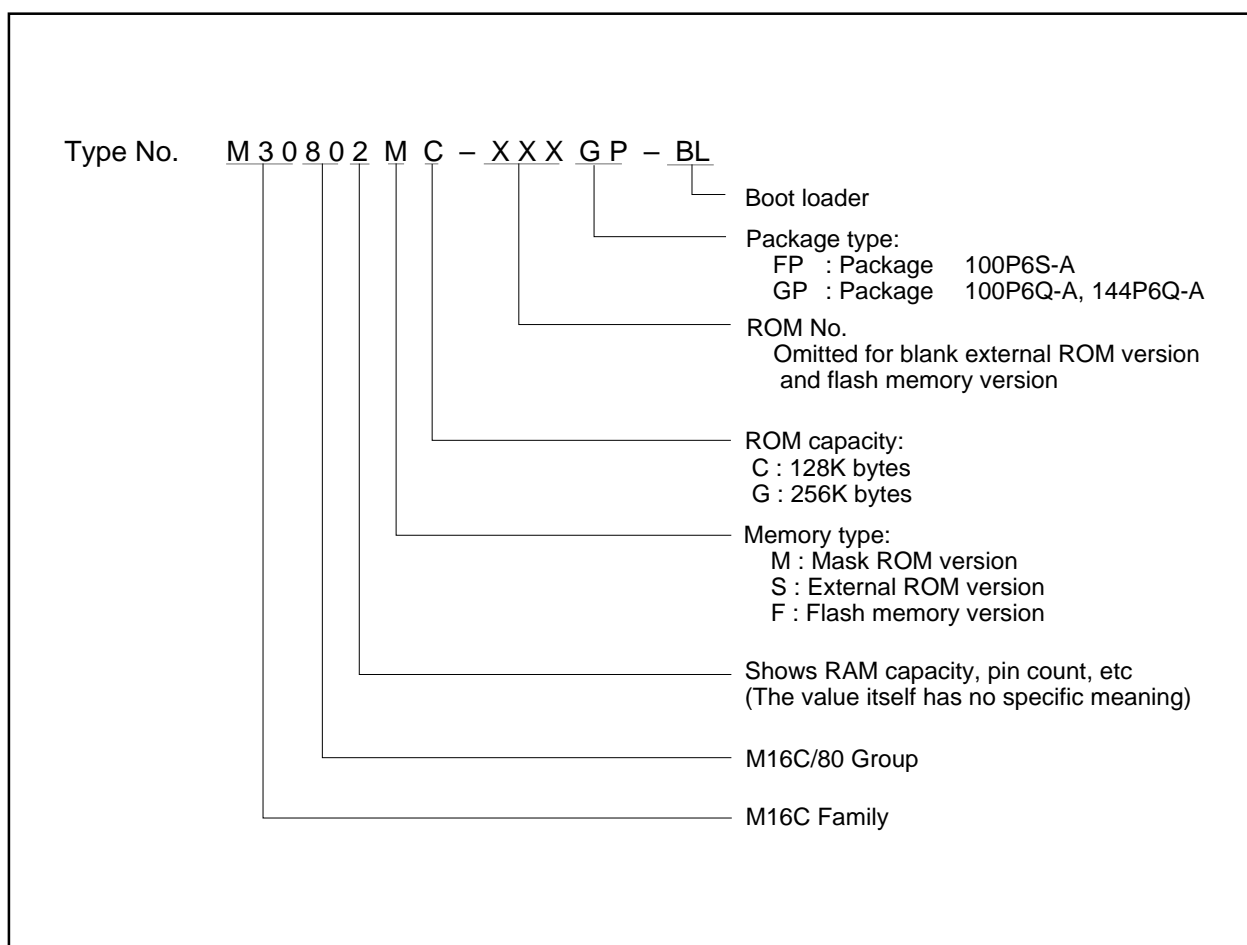 Type No. M 3 0 8 0 2 M C – X X X G P – BL
Boot loader
Package type:
FP : Package 100P6S-A
GP : Package 100P6Q-A, 144P6Q-A
ROM No.
Omitted for blank external ROM version
and flash memory version
ROM capacity:
C : 128K bytes
G : 256K bytes
Memory type:
M : Mask ROM version
S : External ROM version
F : Flash memory version
Shows RAM capacity, pin count, etc
(The value itself has no specific meaning)
M16C/80 Group
M16C Family